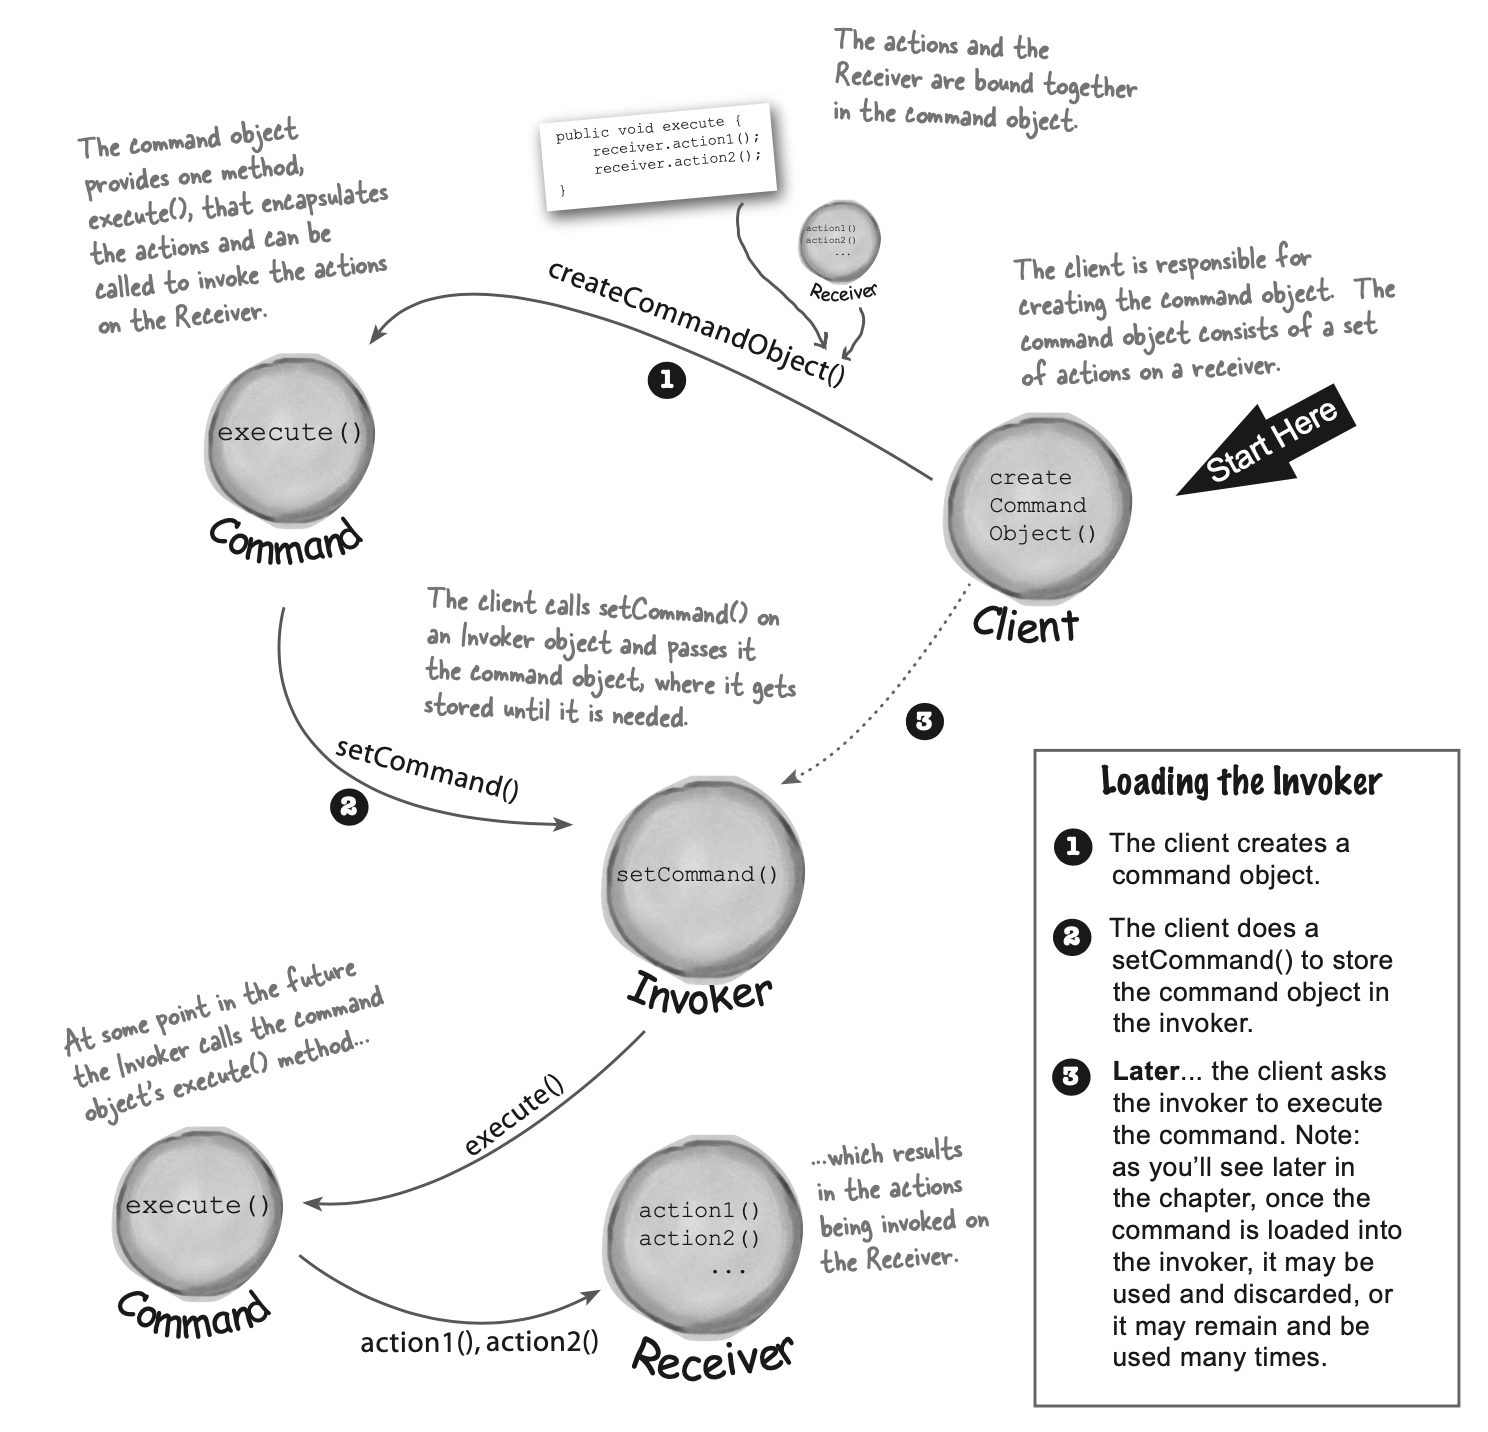 The actions and the
Receiver are bound together
in the command object.
public void execute {
receiver.action1();
receiver.action2();
}
The command object
provides one method,
execute(), that encapsulates
the actions and can be
called to invoke the actions
on the Receiver.
action1()
action2()
...
Receiver
createCommandObject()
1
The client is responsible for
creating the command object. The
command object consists of a set
of actions on a receiver.
Start Here
execute()
Command
create
Command
Object()
Client
The client calls setCommand() on
an Invoker object and passes it
the command object, where it gets
stored until it is needed.
3
setCommand()
2
setCommand()
Invoker
At some point in the future
the Invoker calls the command
object's execute() method...
execute()
execute()
Command
action1(), action2()
action1()
action2()
...
Receiver
...which results
in the actions
being invoked on
the Receiver.
Loading the Invoker
1 The client creates a
command object.
2 The client does a
setCommand() to store
the command object in
the invoker.
3 Later... the client asks
the invoker to execute
the command. Note:
as you'll see later in
the chapter, once the
command is loaded into
the invoker, it may be
used and discarded, or
it may remain and be
used many times.